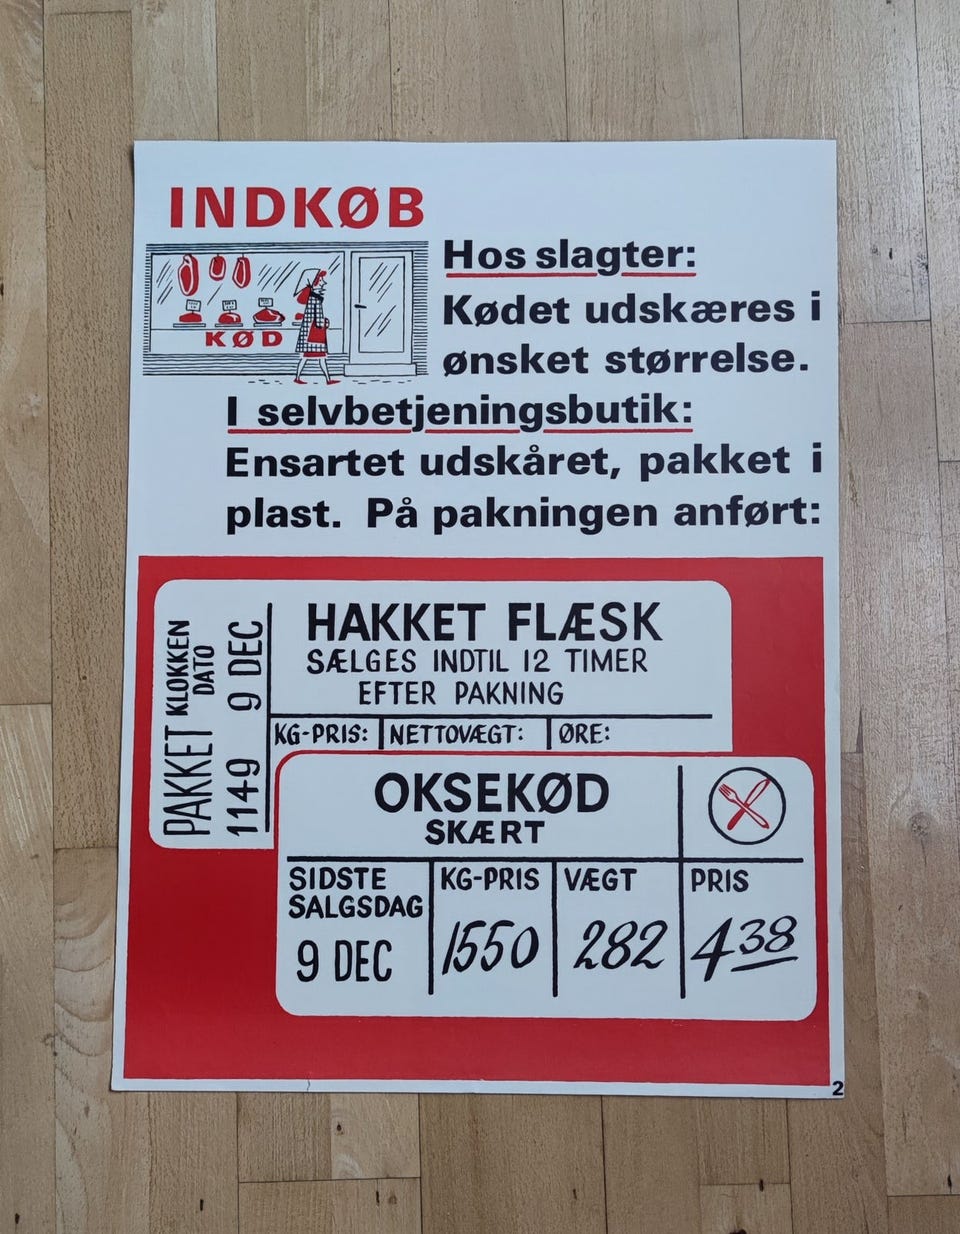 INDKØB
KØD
Hos slagter:
Kødet udskæres i
ønsket størrelse.
I selvbetjeningsbutik:
Ensartet udskåret, pakket i
plast. På pakningen anført:
PAKKET KLOKKEN
DATO
1149 9 DEC
HAKKET FLÆSK
SÆLGES INDTIL 12 TIMER
EFTER PAKNING
KG-PRIS: NETTOVÆGT: ØRE:
OKSEKØD
SKÆRT
SIDSTE
SALGSDAG
9 DEC
KG-PRIS
1550
VÆGT
282
PRIS
4 38
2